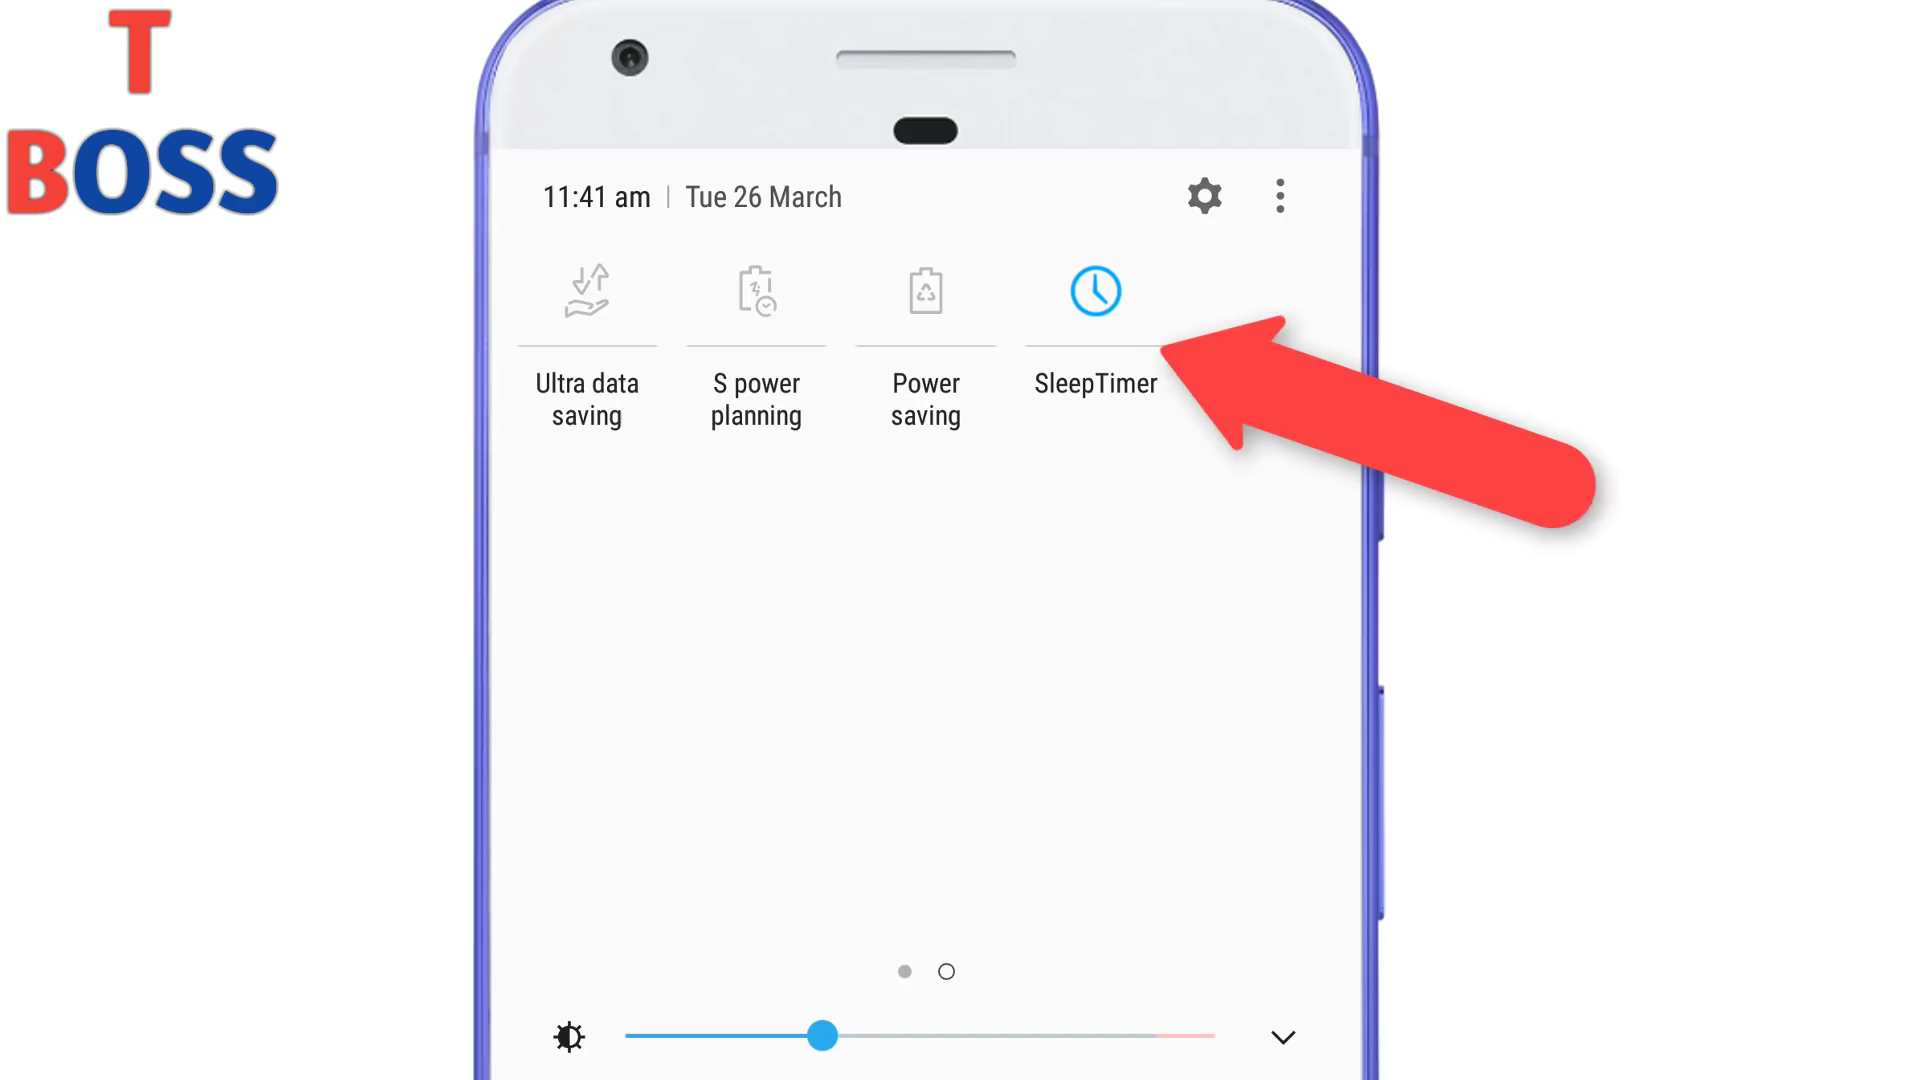 T
BOSS
11:41 am | Tue 26 March
Ultra data
saving
S power
planning
Power
saving
SleepTimer